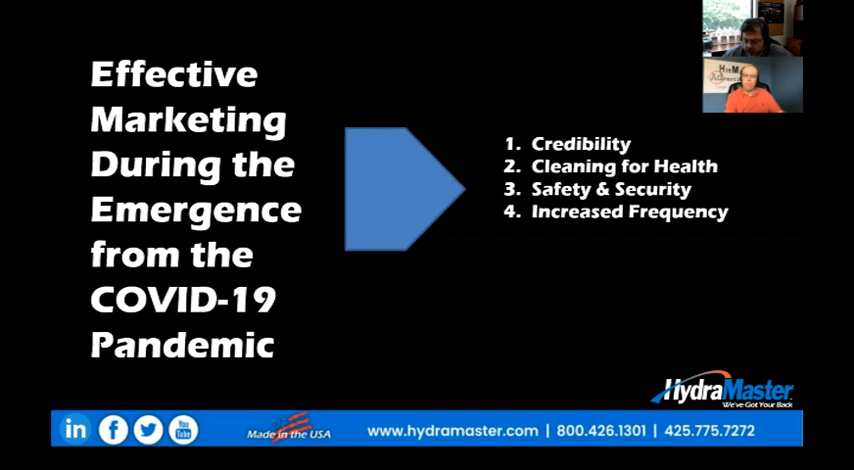 Effective
Marketing
During the
Emergence
from the
COVID-19
Pandemic
1. Credibility
2. Cleaning for Health
3. Safety & Security
4. Increased Frequency
HydraMaster
We've Got Your Back
in
You
Tube
Made in the USA
www.hydramaster.com | 800.426.1301 | 425.775.7272